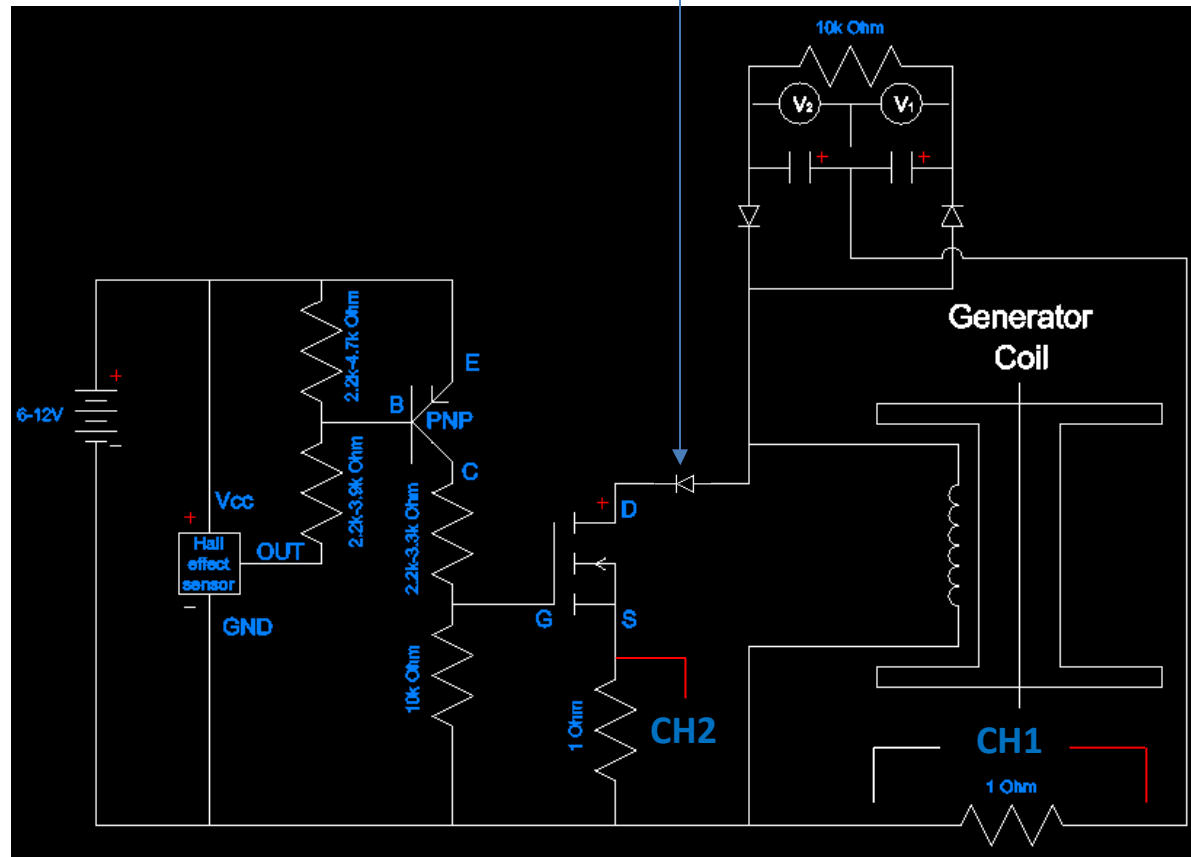 10k Ohm
V2
V1
+
+
Generator
Coil
2.2k-4.7k Ohm
E
+
6-12V
-
B
PNP
2.2k-3.9k Ohm
C
Vcc
+
Hall
effect
sensor
OUT
-
GND
2.2k-3.3k Ohm
+
D
G
S
10k Ohm
1 Ohm
CH2
CH1
1 Ohm